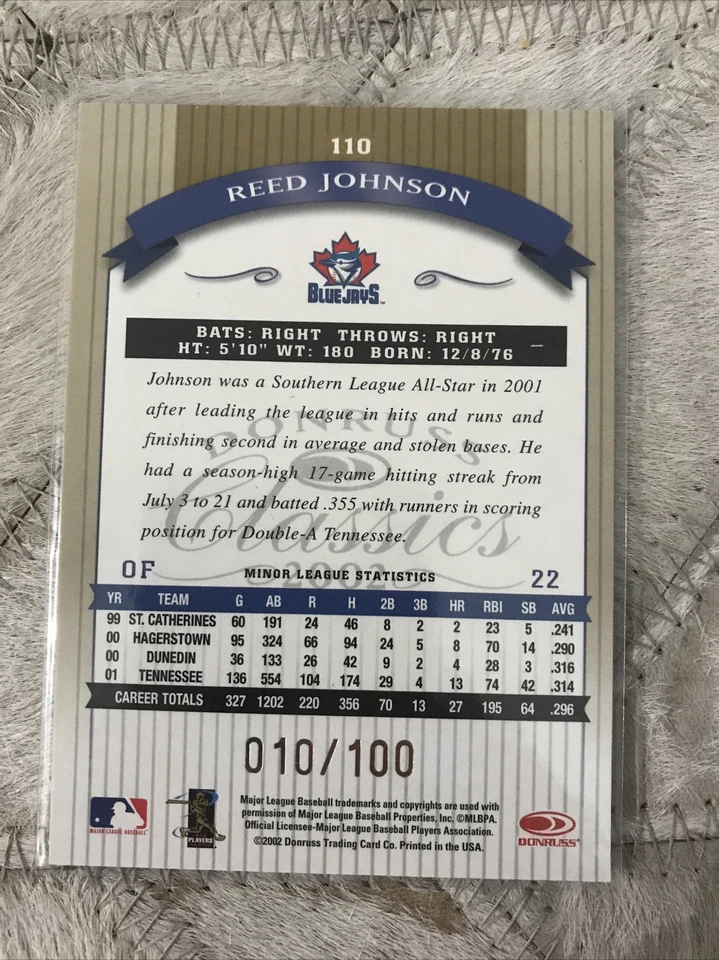 110
REED JOHNSON
BLUE JAYS™
BATS: RIGHT THROWS: RIGHT
HT: 5'10" WT: 180 BORN: 12/8/76
Johnson was a Southern League All-Star in 2001
after leading the league in hits and runs and
finishing second in average and stolen bases. He
had a season-high 17-game hitting streak from
July 3 to 21 and batted .355 with runners in scoring
position for Double-A Tennessee.
DONRUSS
Classics
2002
OF MINOR LEAGUE STATISTICS 22
YR TEAM G AB R H 2B 3B HR RBI SB AVG
99 ST. CATHERINES 60 191 24 46 8 2 2 23 5 .241
00 HAGERSTOWN 95 324 66 94 24 5 8 70 14 .290
00 DUNEDIN 36 133 26 42 9 2 4 28 3 .316
01 TENNESSEE 136 554 104 174 29 4 13 74 42 .314
CAREER TOTALS 327 1202 220 356 70 13 27 195 64 .296
010/100
Major League Baseball trademarks and copyrights are used with
permission of Major League Baseball Properties, Inc. ©MLBPA.
Official Licensee-Major League Baseball Players Association.
©2002 Donruss Trading Card Co. Printed in the USA.
MAJOR LEAGUE BASEBALL
PLAYERS
DONRUSS